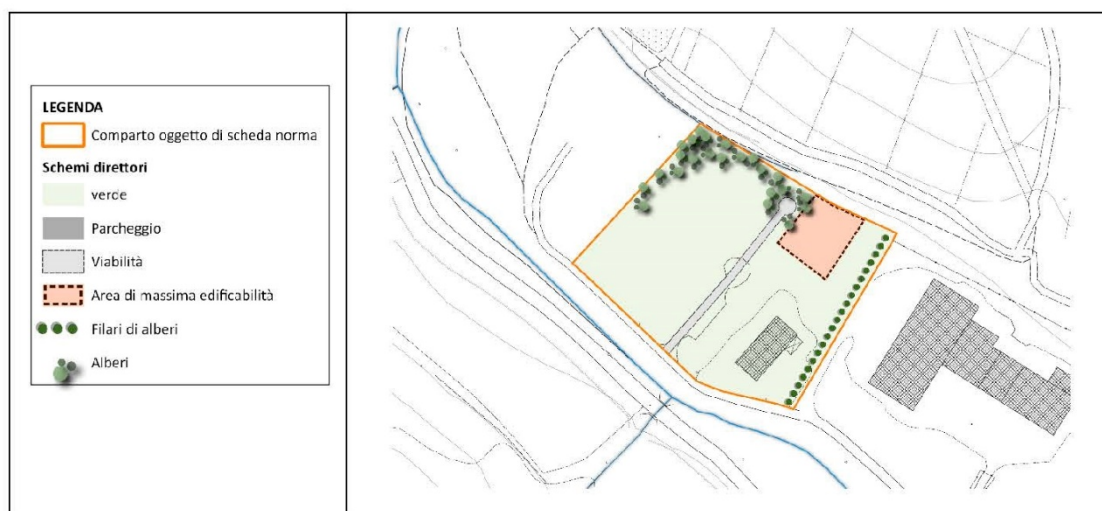 LEGENDA
Comparto oggetto di scheda norma
Schemi direttori
verde
Parcheggio
Viabilità
Area di massima edificabilità
Filari di alberi
Alberi